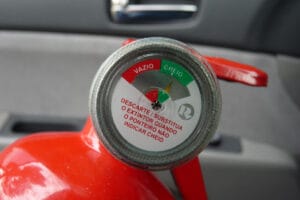 VAZIO CHEIO
DESCARTE / SUBSTITUA
O EXTINTOR QUANDO
O PONTEIRO NÃO
INDICAR CHEIO